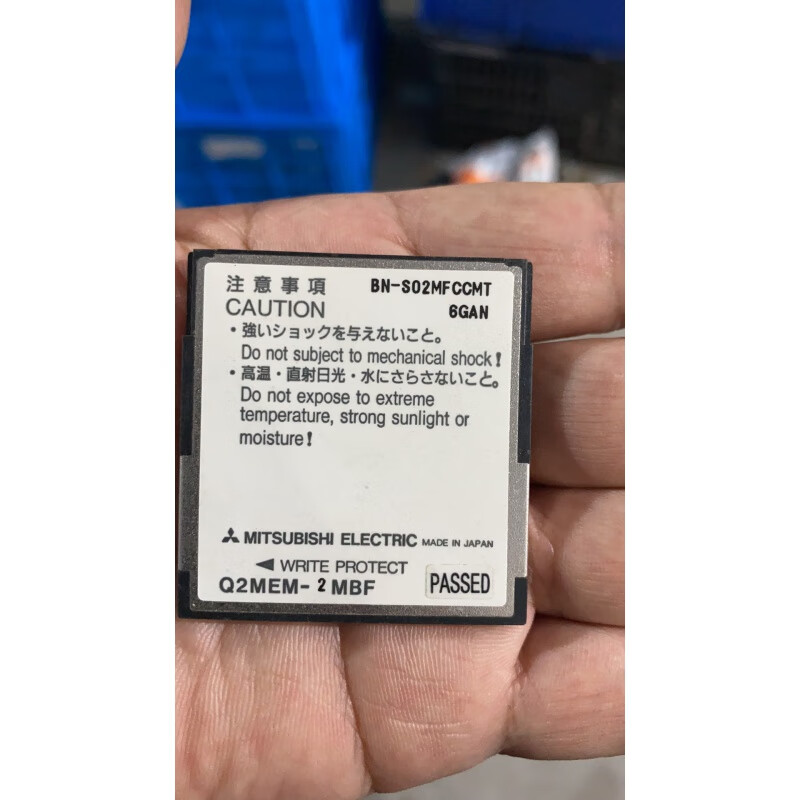 注意事項
BN-S02MFCCMT
CAUTION
6GAN
・強いショックを与えないこと。
Do not subject to mechanical shock!
・高温・直射日光・水にさらさないこと。
Do not expose to extreme
temperature, strong sunlight or
moisture!
MITSUBISHI ELECTRIC MADE IN JAPAN
◀ WRITE PROTECT
Q2MEM- 2 MBF
PASSED